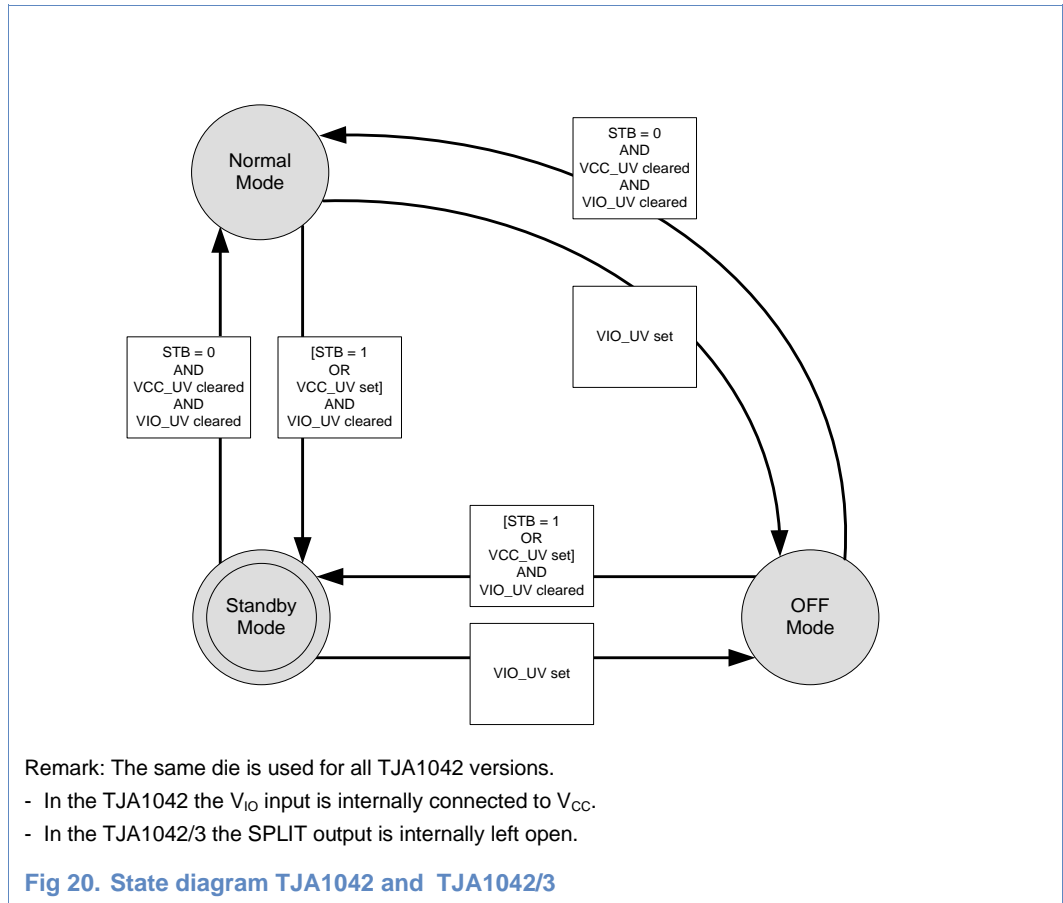 Normal
Mode
STB = 0
AND
VCC_UV cleared
AND
VIO_UV cleared
VIO_UV set
STB = 0
AND
VCC_UV cleared
AND
VIO_UV cleared
[STB = 1
OR
VCC_UV set]
AND
VIO_UV cleared
[STB = 1
OR
VCC_UV set]
AND
VIO_UV cleared
Standby
Mode
OFF
Mode
VIO_UV set
Remark: The same die is used for all TJA1042 versions.
- In the TJA1042 the VIO input is internally connected to VCC.
- In the TJA1042/3 the SPLIT output is internally left open.
Fig 20. State diagram TJA1042 and TJA1042/3